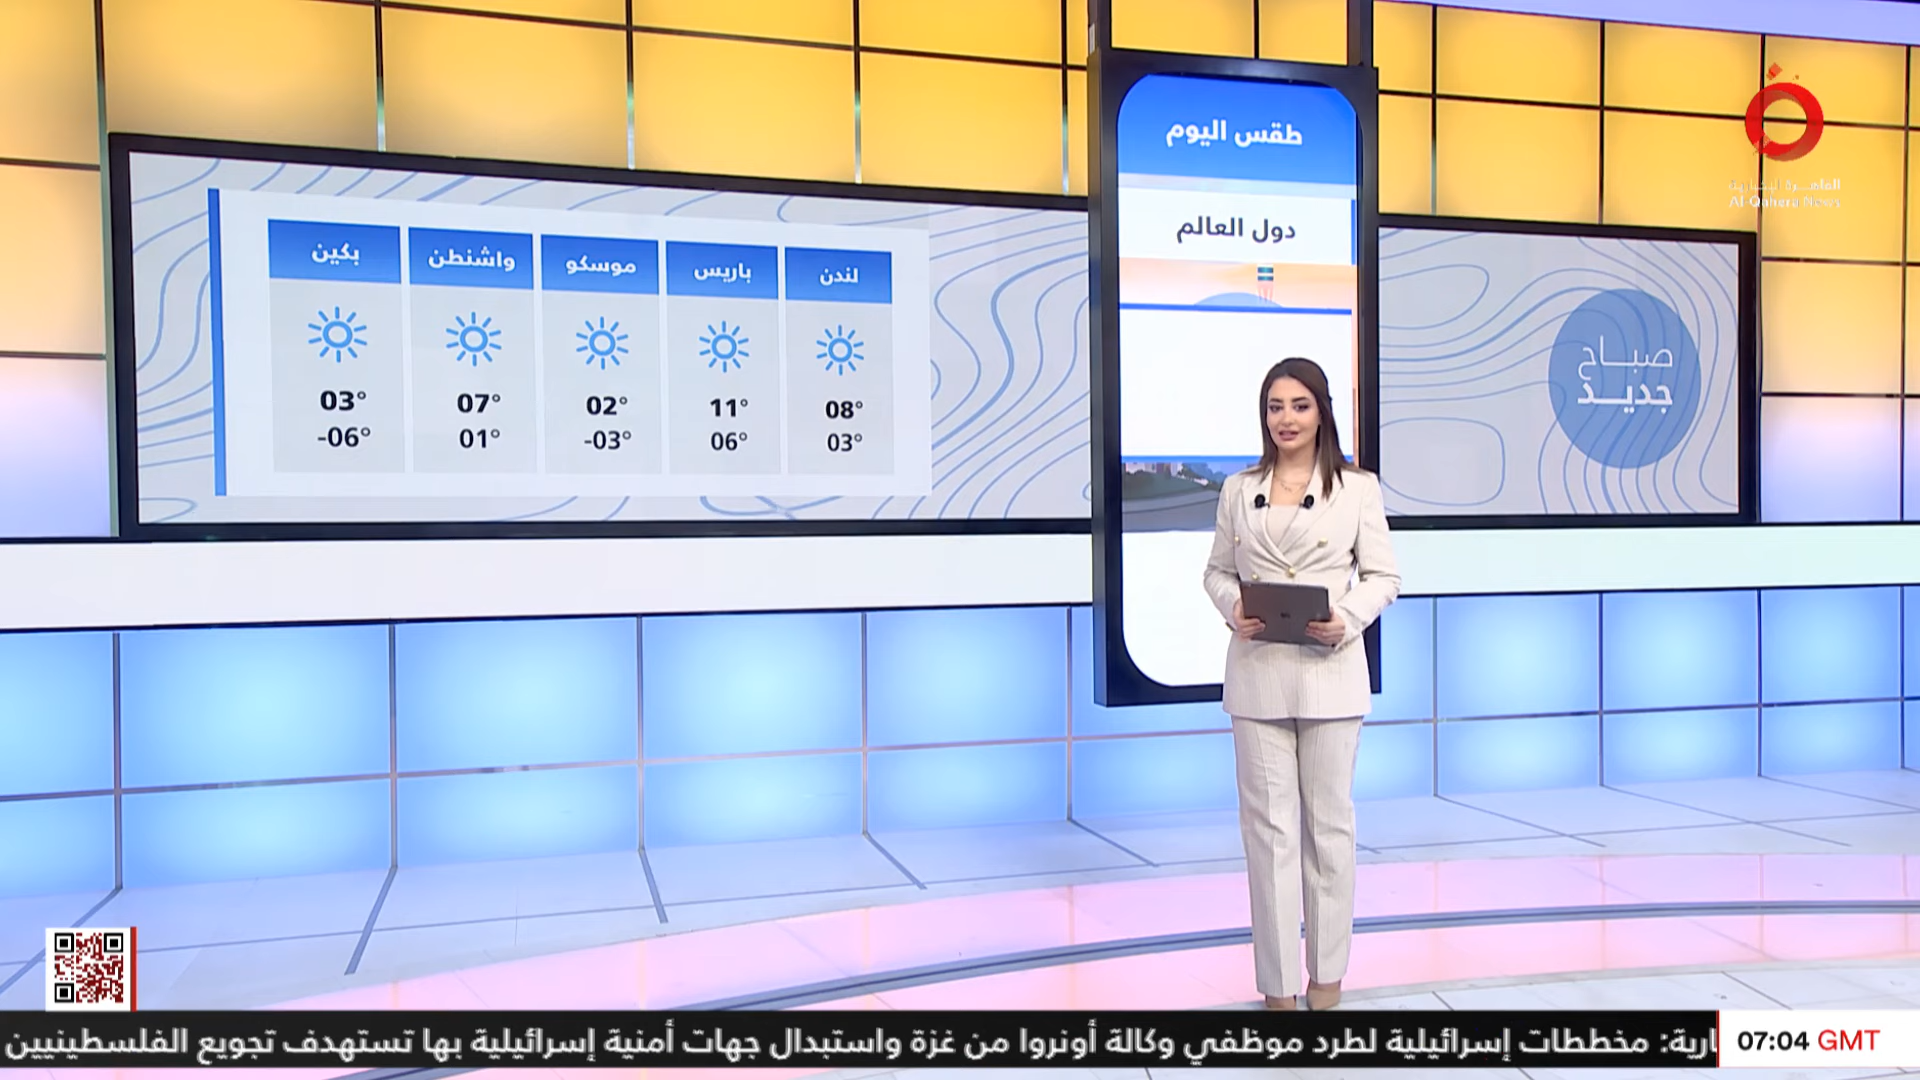 طقس اليوم
دول العالم
لندن
08°
03°
باريس
11°
06°
موسكو
02°
-03°
واشنطن
07°
01°
بكين
03°
-06°
صباح
جديد
القاهرة الإخبارية
Al Qahera News
ارية: مخططات إسرائيلية لطرد موظفي وكالة أونروا من غزة واستبدال جهات أمنية إسرائيلية بها تستهدف تجويع الفلسطينيين
07:04 GMT